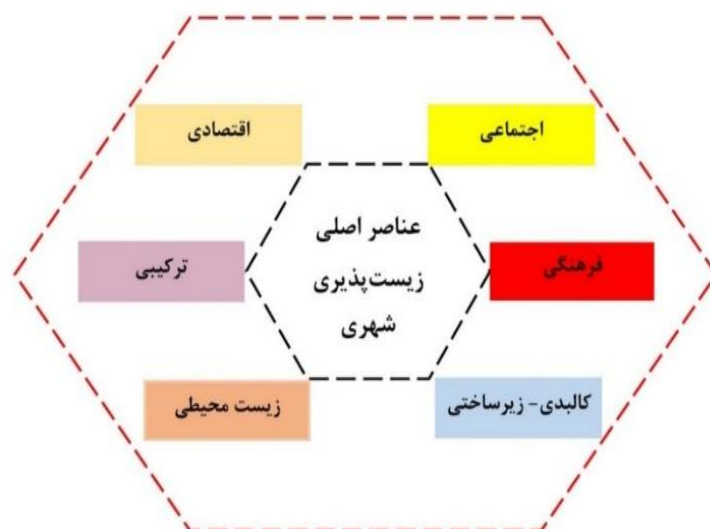 اجتماعی
اقتصادی
عناصر اصلی
زیست‌پذیری
شهری
فرهنگی
ترکیبی
کالبدی- زیرساختی
زیست محیطی